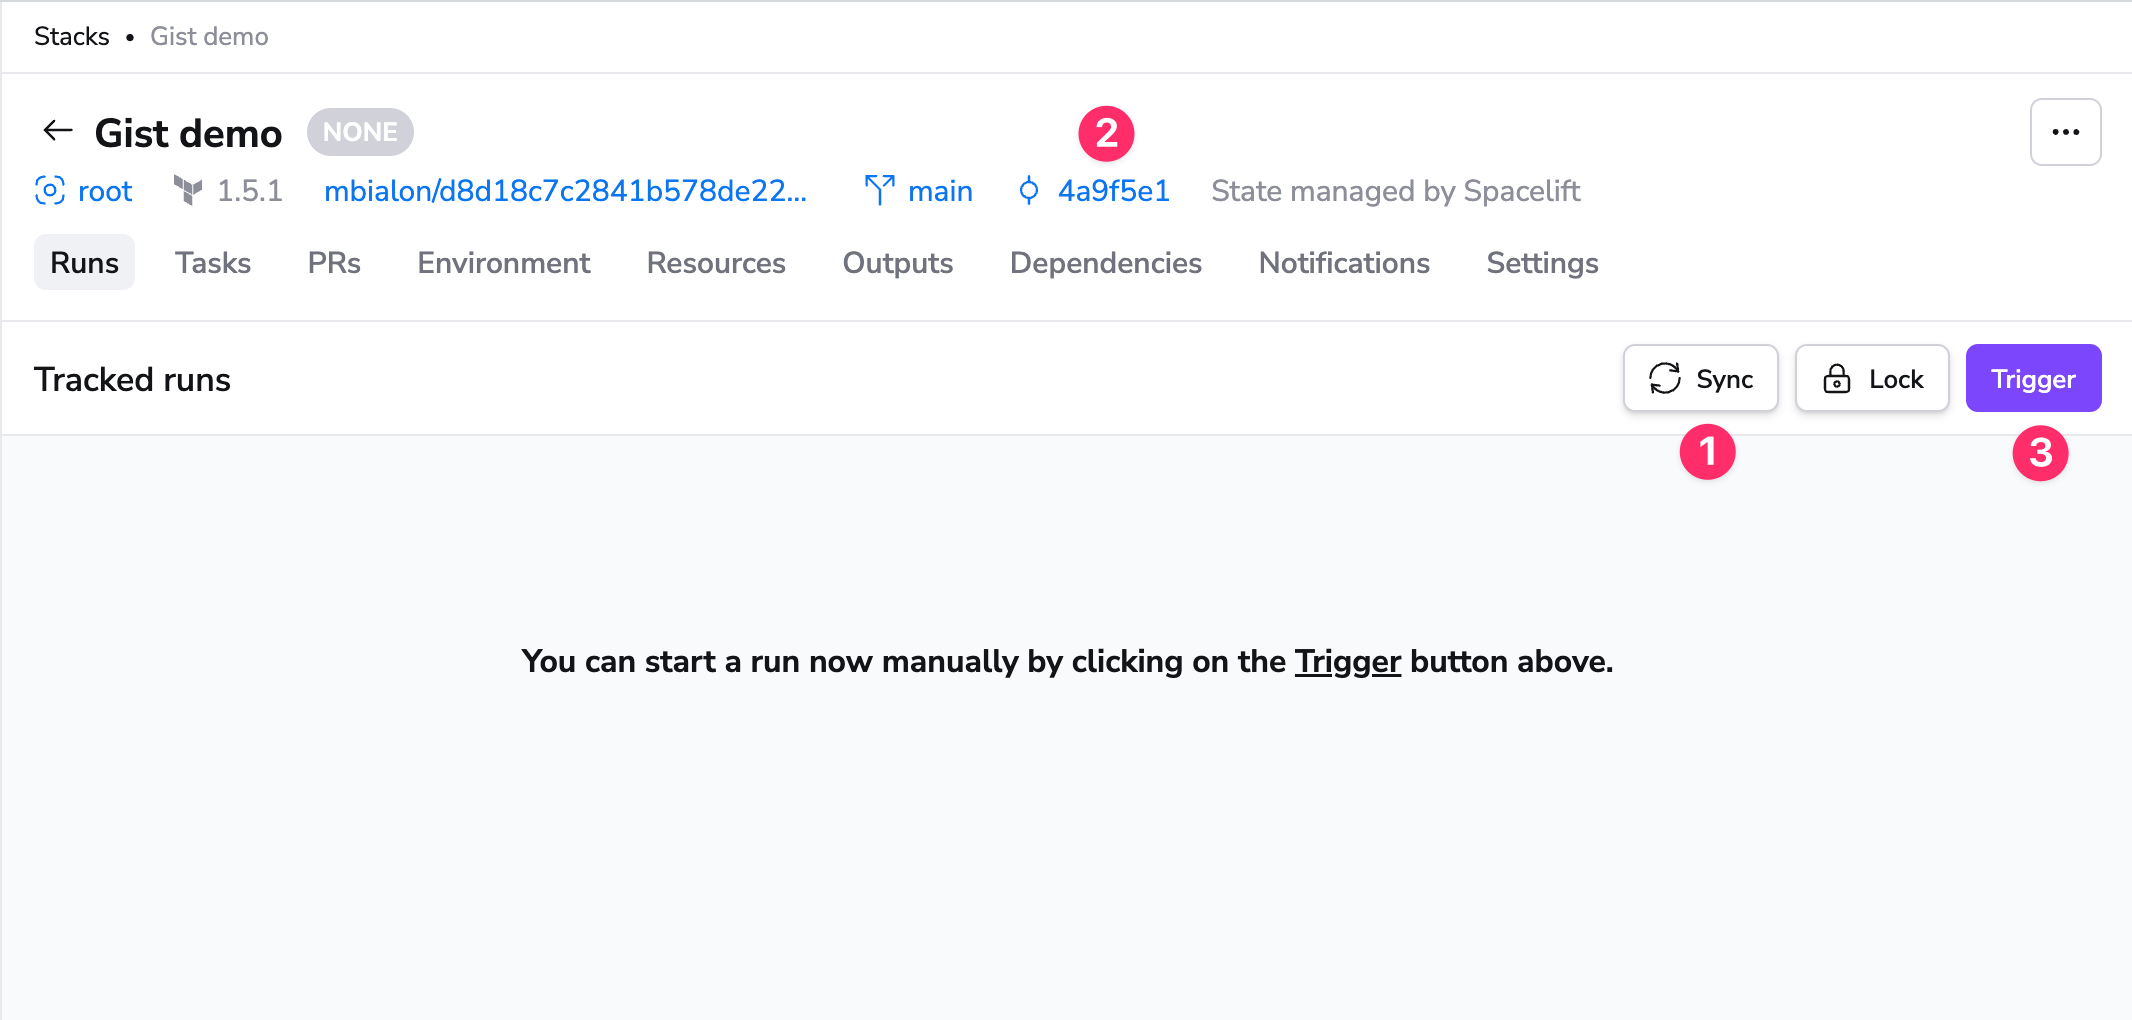 Stacks • Gist demo
Gist demo NONE
2
...
root 1.5.1 mbialon/d8d18c7c2841b578de22... main 4a9f5e1 State managed by Spacelift
Runs Tasks PRs Environment Resources Outputs Dependencies Notifications Settings
Tracked runs Sync Lock Trigger
1 3
You can start a run now manually by clicking on the Trigger button above.